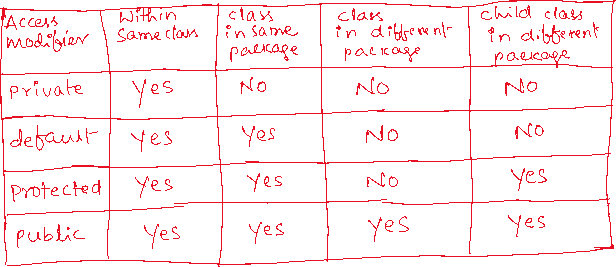 Access modifier | Within same class | class in same package | class in different package | child class in different package
private | Yes | No | No | No
default | Yes | Yes | No | No
Protected | Yes | Yes | No | Yes
public | Yes | Yes | Yes | Yes